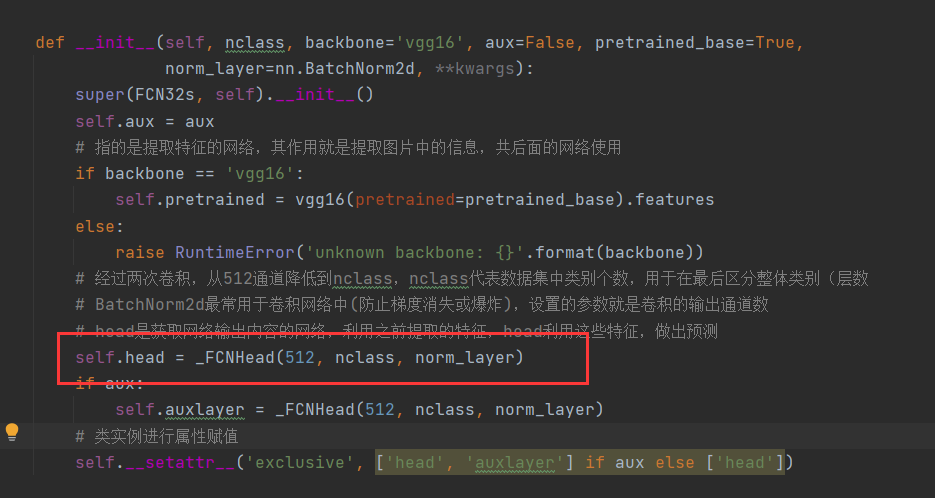 def __init__(self, nclass, backbone='vgg16', aux=False, pretrained_base=True,
norm_layer=nn.BatchNorm2d, **kwargs):
super(FCN32s, self).__init__()
self.aux = aux
# 指的是提取特征的网络，其作用就是提取图片中的信息，共后面的网络使用
if backbone == 'vgg16':
self.pretrained = vgg16(pretrained=pretrained_base).features
else:
raise RuntimeError('unknown backbone: {}'.format(backbone))
# 经过两次卷积，从512通道降低到nclass，nclass代表数据集中类别个数，用于在最后区分整体类别（层数
# BatchNorm2d最常用于卷积网络中(防止梯度消失或爆炸)，设置的参数就是卷积的输出通道数
# head是获取网络输出内容的网络，利用之前提取的特征，head利用这些特征，做出预测
self.head = _FCNHead(512, nclass, norm_layer)
if aux:
self.auxlayer = _FCNHead(512, nclass, norm_layer)
# 类实例进行属性赋值
self.__setattr__('exclusive', ['head', 'auxlayer'] if aux else ['head'])